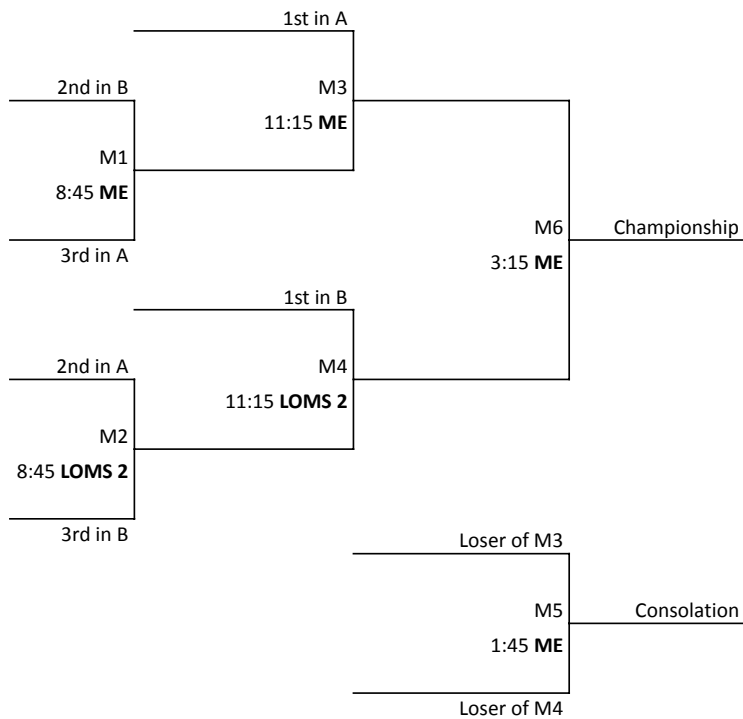 1st in A
2nd in B
M3
11:15 ME
M1
8:45 ME
M6
Championship
3rd in A
3:15 ME
1st in B
2nd in A
M4
11:15 LOMS 2
M2
8:45 LOMS 2
3rd in B
Loser of M3
M5
Consolation
1:45 ME
Loser of M4